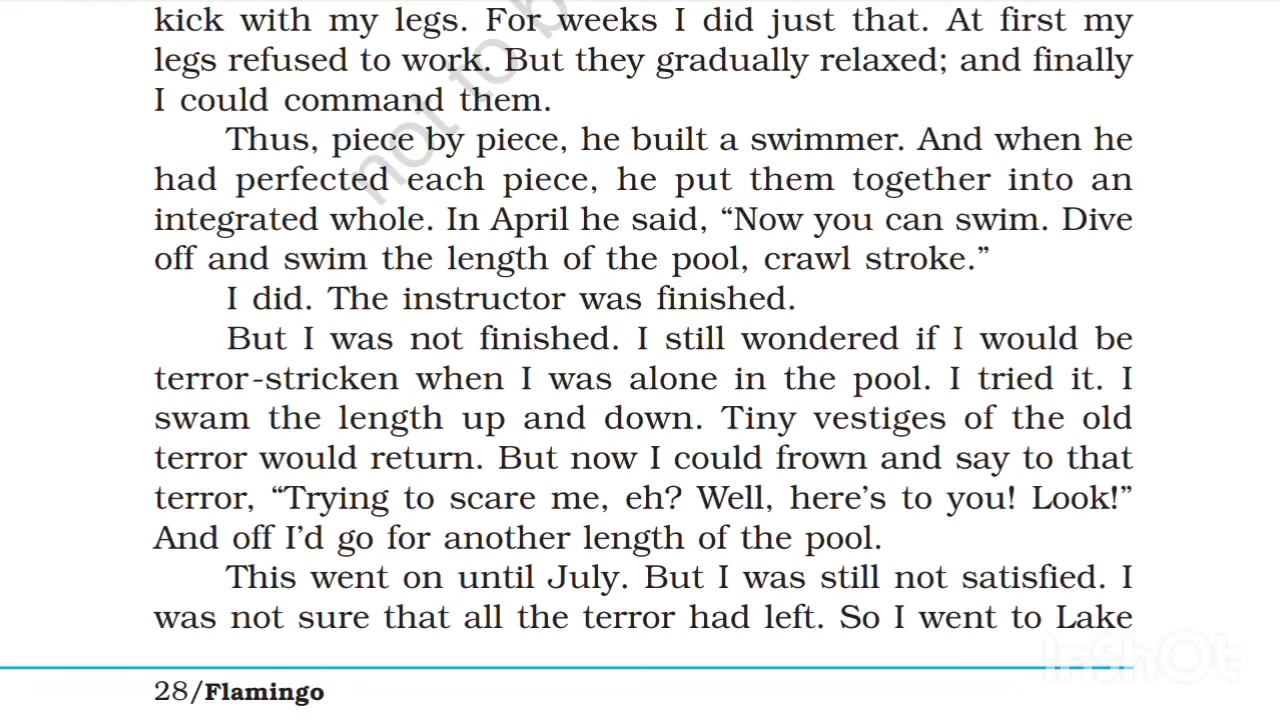 kick with my legs. For weeks I did just that. At first my
legs refused to work. But they gradually relaxed; and finally
I could command them.
Thus, piece by piece, he built a swimmer. And when he
had perfected each piece, he put them together into an
integrated whole. In April he said, “Now you can swim. Dive
off and swim the length of the pool, crawl stroke.”
I did. The instructor was finished.
But I was not finished. I still wondered if I would be
terror-stricken when I was alone in the pool. I tried it. I
swam the length up and down. Tiny vestiges of the old
terror would return. But now I could frown and say to that
terror, “Trying to scare me, eh? Well, here’s to you! Look!”
And off I’d go for another length of the pool.
This went on until July. But I was still not satisfied. I
was not sure that all the terror had left. So I went to Lake
28/Flamingo
not to b
InShOt